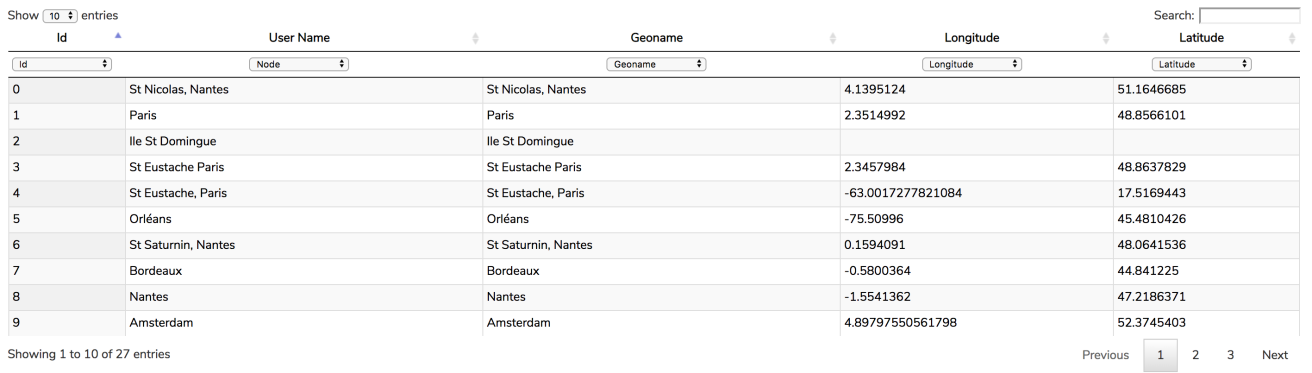 Show 10 entries Search:
Id User Name Geoname Longitude Latitude
Id Node Geoname Longitude Latitude
0 St Nicolas, Nantes St Nicolas, Nantes 4.1395124 51.1646685
1 Paris Paris 2.3514992 48.8566101
2 Ile St Domingue Ile St Domingue
3 St Eustache Paris St Eustache Paris 2.3457984 48.8637829
4 St Eustache, Paris St Eustache, Paris -63.0017277821084 17.5169443
5 Orléans Orléans -75.50996 45.4810426
6 St Saturnin, Nantes St Saturnin, Nantes 0.1594091 48.0641536
7 Bordeaux Bordeaux -0.5800364 44.841225
8 Nantes Nantes -1.5541362 47.2186371
9 Amsterdam Amsterdam 4.89797550561798 52.3745403
Showing 1 to 10 of 27 entries Previous 1 2 3 Next